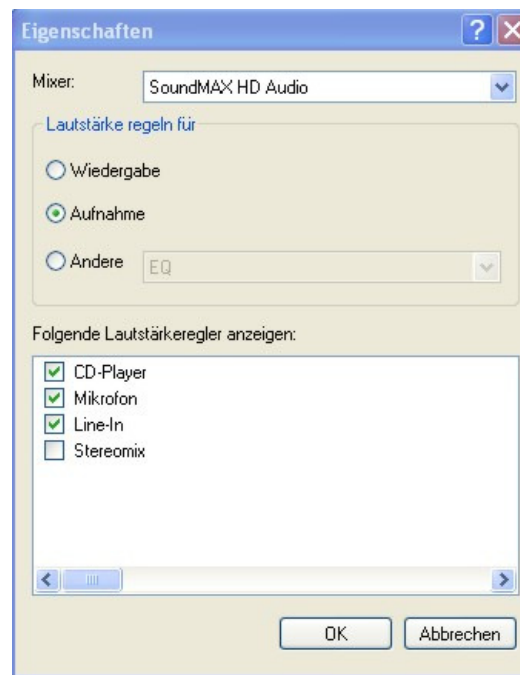 Eigenschaften
Mixer: SoundMAX HD Audio
Lautstärke regeln für
Wiedergabe
Aufnahme
Andere EQ
Folgende Lautstärkeregler anzeigen:
CD-Player
Mikrofon
Line-In
Stereomix
OK Abbrechen